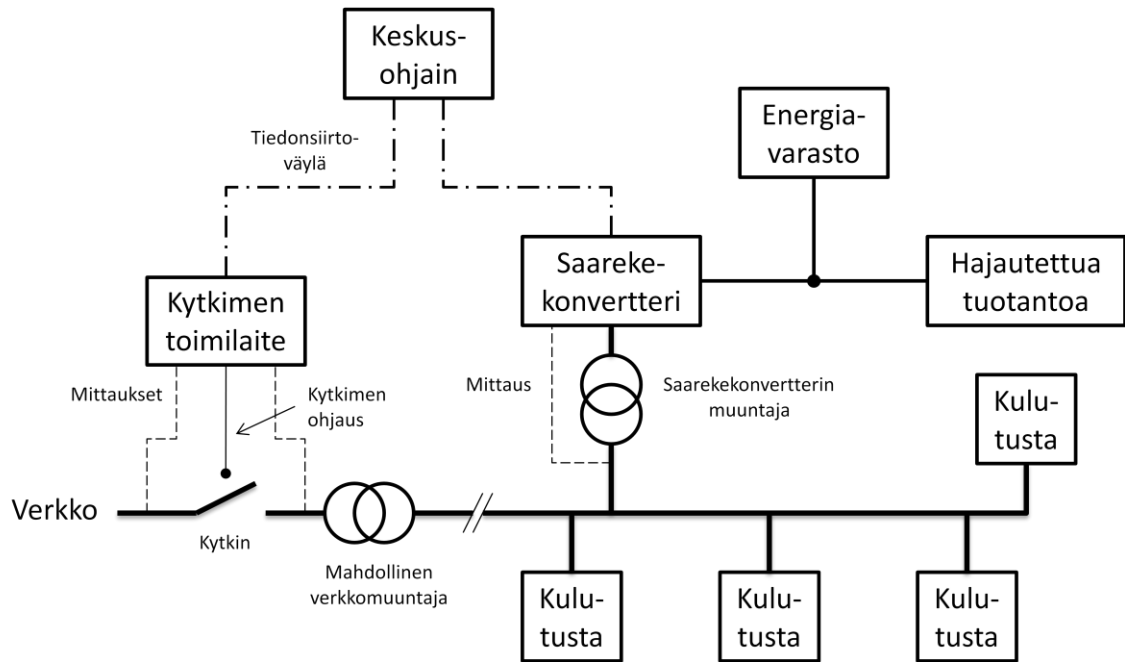 Keskus-
ohjain
Tiedonsiirto-
väylä
Energia-
varasto
Saareke-
konvertteri
Hajautettua
tuotantoa
Kytkimen
toimilaite
Mittaukset
Kytkimen
ohjaus
Mittaus
Saarekekonvertterin
muuntaja
Kulu-
tusta
Verkko
Kytkin
Mahdollinen
verkkomuuntaja
Kulu-
tusta
Kulu-
tusta
Kulu-
tusta